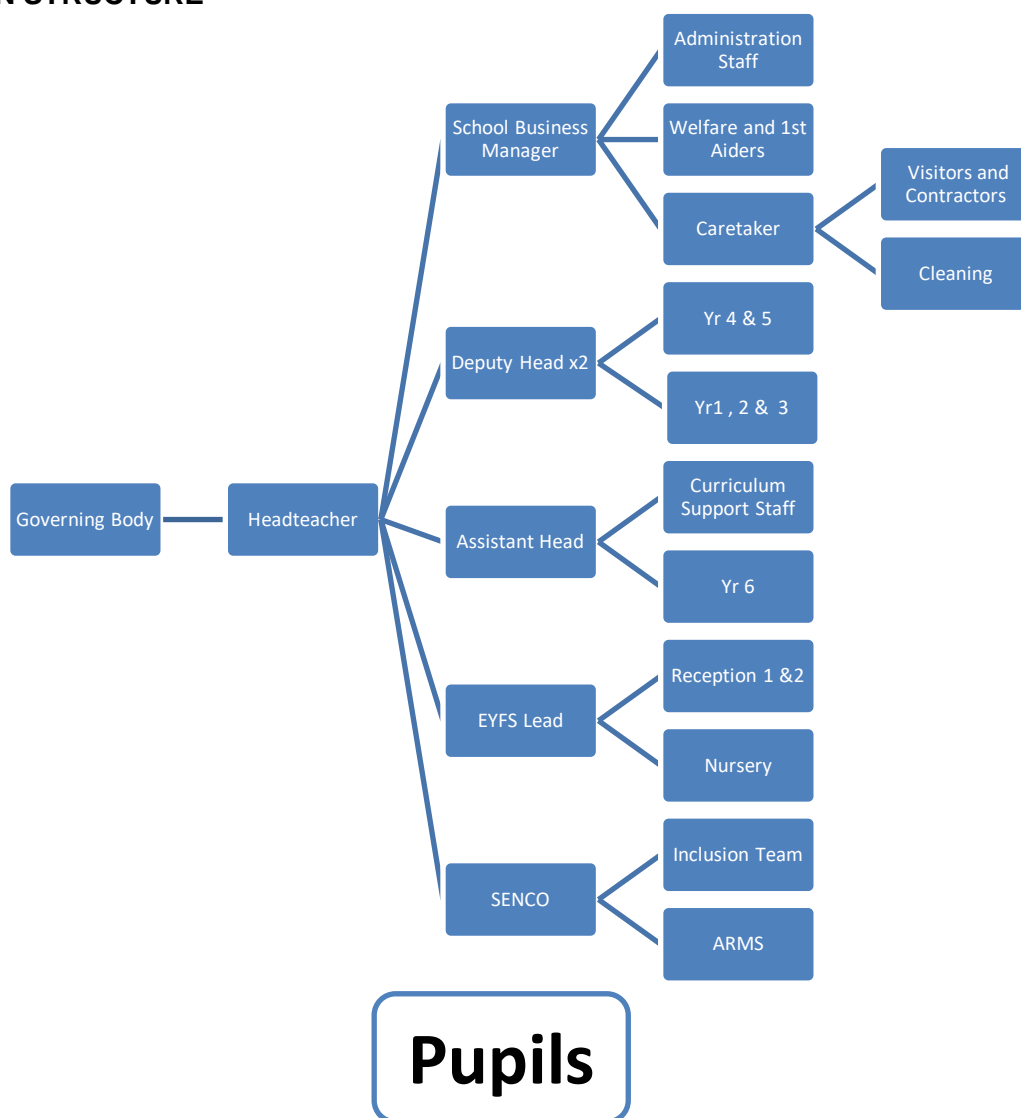 N STRUCTURE
Administration
Staff
School Business
Manager
Welfare and 1st
Aiders
Visitors and
Contractors
Caretaker
Cleaning
Yr 4 & 5
Deputy Head x2
Yr1 , 2 & 3
Governing Body
Headteacher
Curriculum
Support Staff
Assistant Head
Yr 6
Reception 1 &2
EYFS Lead
Nursery
Inclusion Team
SENCO
ARMS
Pupils